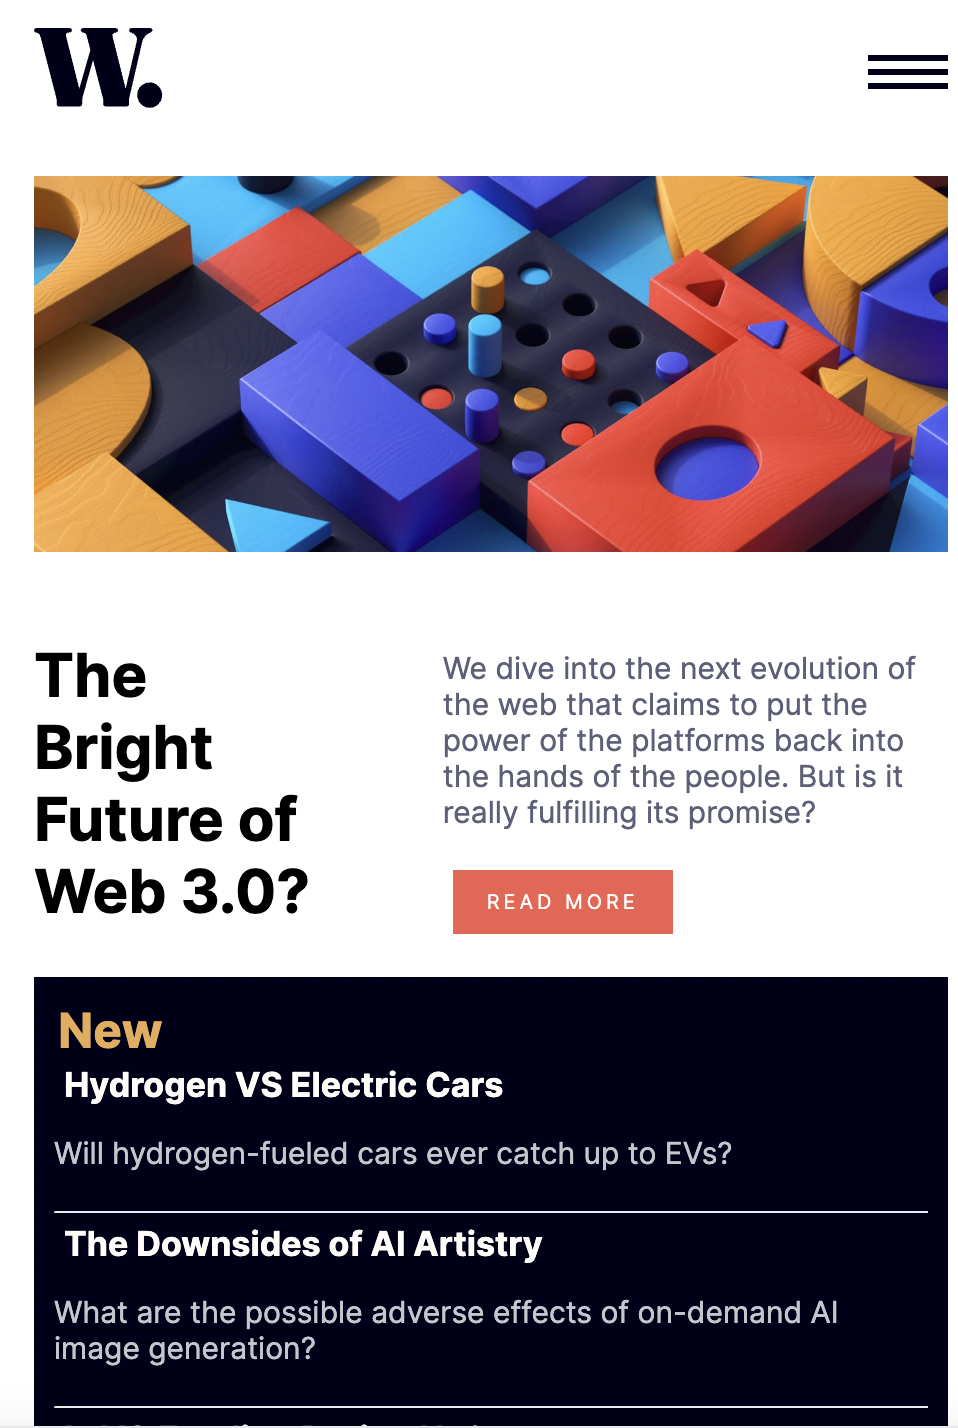 W.
The
Bright
Future of
Web 3.0?
We dive into the next evolution of
the web that claims to put the
power of the platforms back into
the hands of the people. But is it
really fulfilling its promise?
READ MORE
New
Hydrogen VS Electric Cars
Will hydrogen-fueled cars ever catch up to EVs?
The Downsides of AI Artistry
What are the possible adverse effects of on-demand AI
image generation?